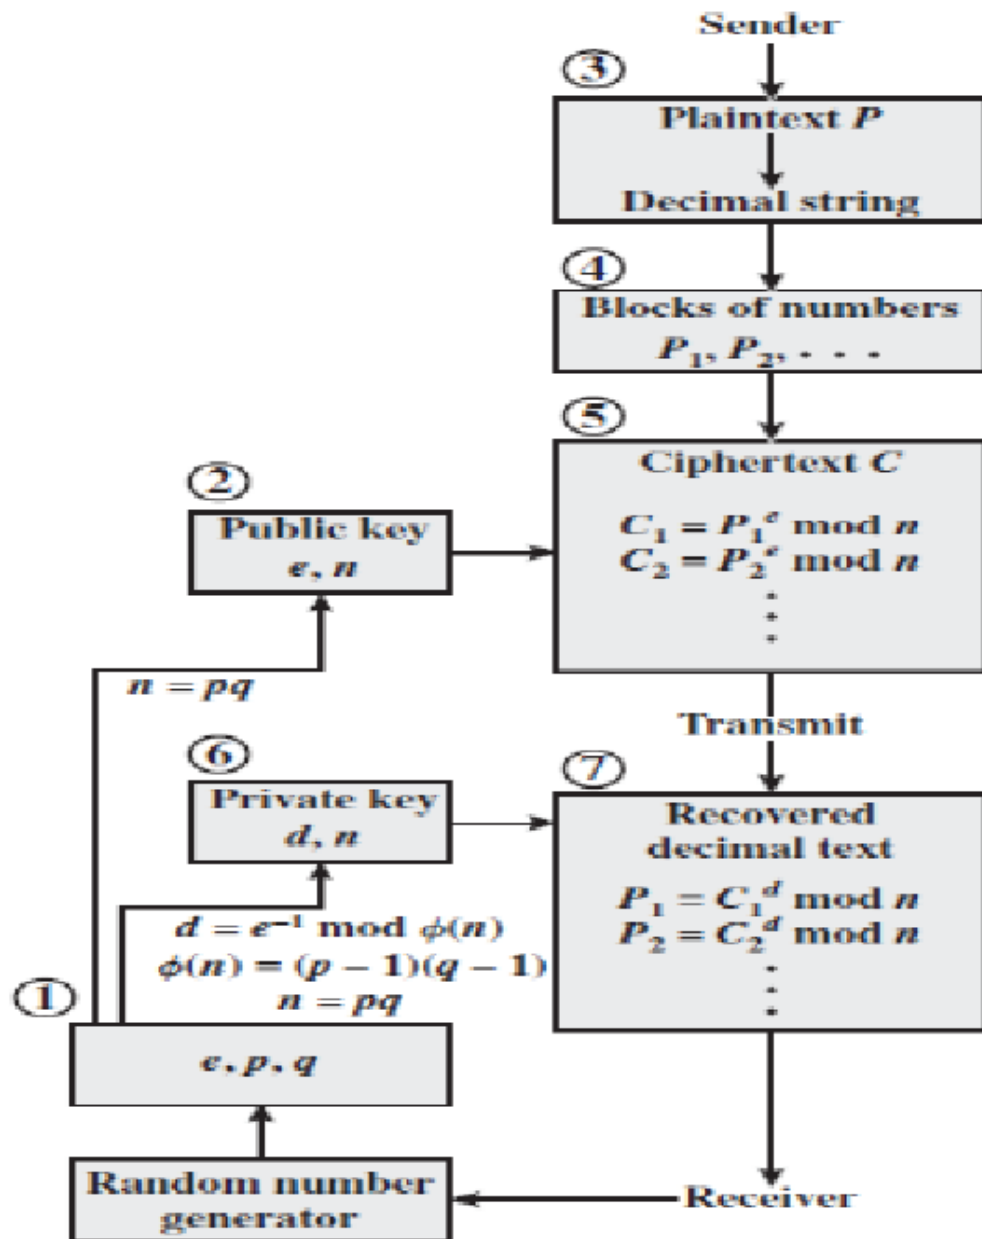 Sender
③
Plaintext P
Decimal string
④
Blocks of numbers
P₁, P₂, . . .
⑤
Ciphertext C
C₁ = P₁ᵉ mod n
C₂ = P₂ᵉ mod n
.
.
.
②
Public key
e, n
n = pq
Transmit
⑥
Private key
d, n
⑦
Recovered
decimal text
P₁ = C₁ᵈ mod n
P₂ = C₂ᵈ mod n
.
.
.
d = e⁻¹ mod ϕ(n)
ϕ(n) = (p − 1)(q − 1)
n = pq
①
e, p, q
Random number
generator
Receiver